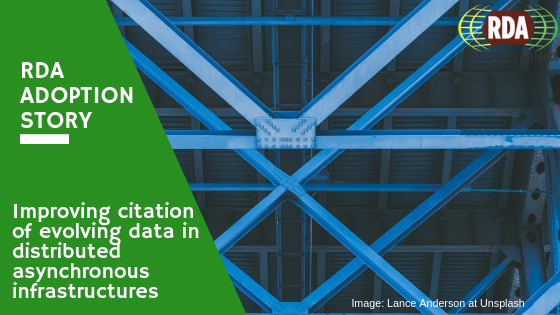 RDA
RDA
ADOPTION
STORY
Improving citation
of evolving data in
distributed
asynchronous
infrastructures
Image: Lance Anderson at Unsplash